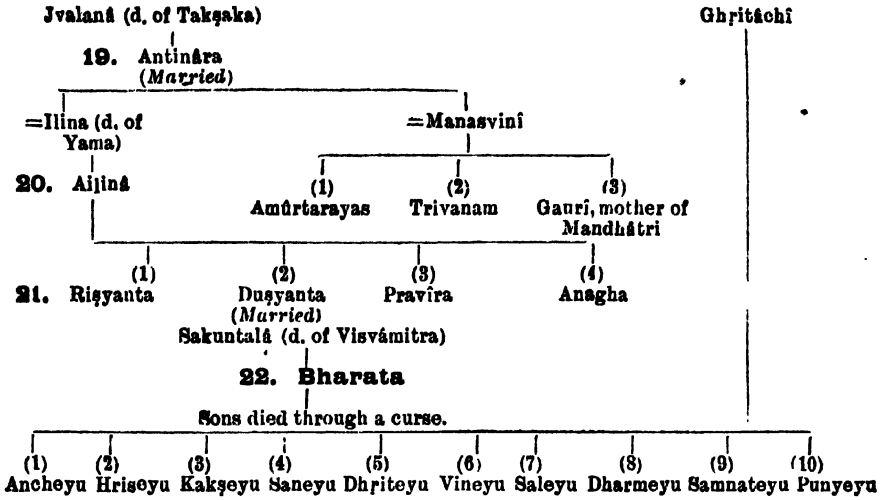 Jvalanâ (d. of Takṣaka) Ghṛitâchî
19. Antinâra
(Married)
=Ilina (d. of =Manasvinî
Yama)
20. Ailinâ (1) (2) (3)
Amûrtarayas Trivanam Gaurî, mother of
Mandhâtri
(1) (2) (3) (4)
21. Riṣyanta Duṣyanta Pravîra Anagha
(Married)
Sakuntalâ (d. of Visvámitra)
22. Bharata
Sons died through a curse.
(1) (2) (3) (4) (5) (6) (7) (8) (9) (10)
Ancheyu Hriseyu Kakṣeyu Saneyu Dhṛiteyu Vineyu Saleyu Dharmeyu Samnateyu Punyeyu